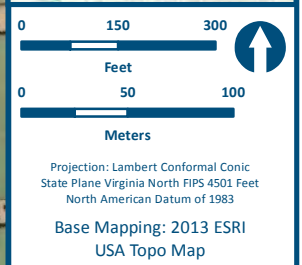 0 150 300
Feet
0 50 100
Meters
Projection: Lambert Conformal Conic
State Plane Virginia North FIPS 4501 Feet
North American Datum of 1983
Base Mapping: 2013 ESRI
USA Topo Map